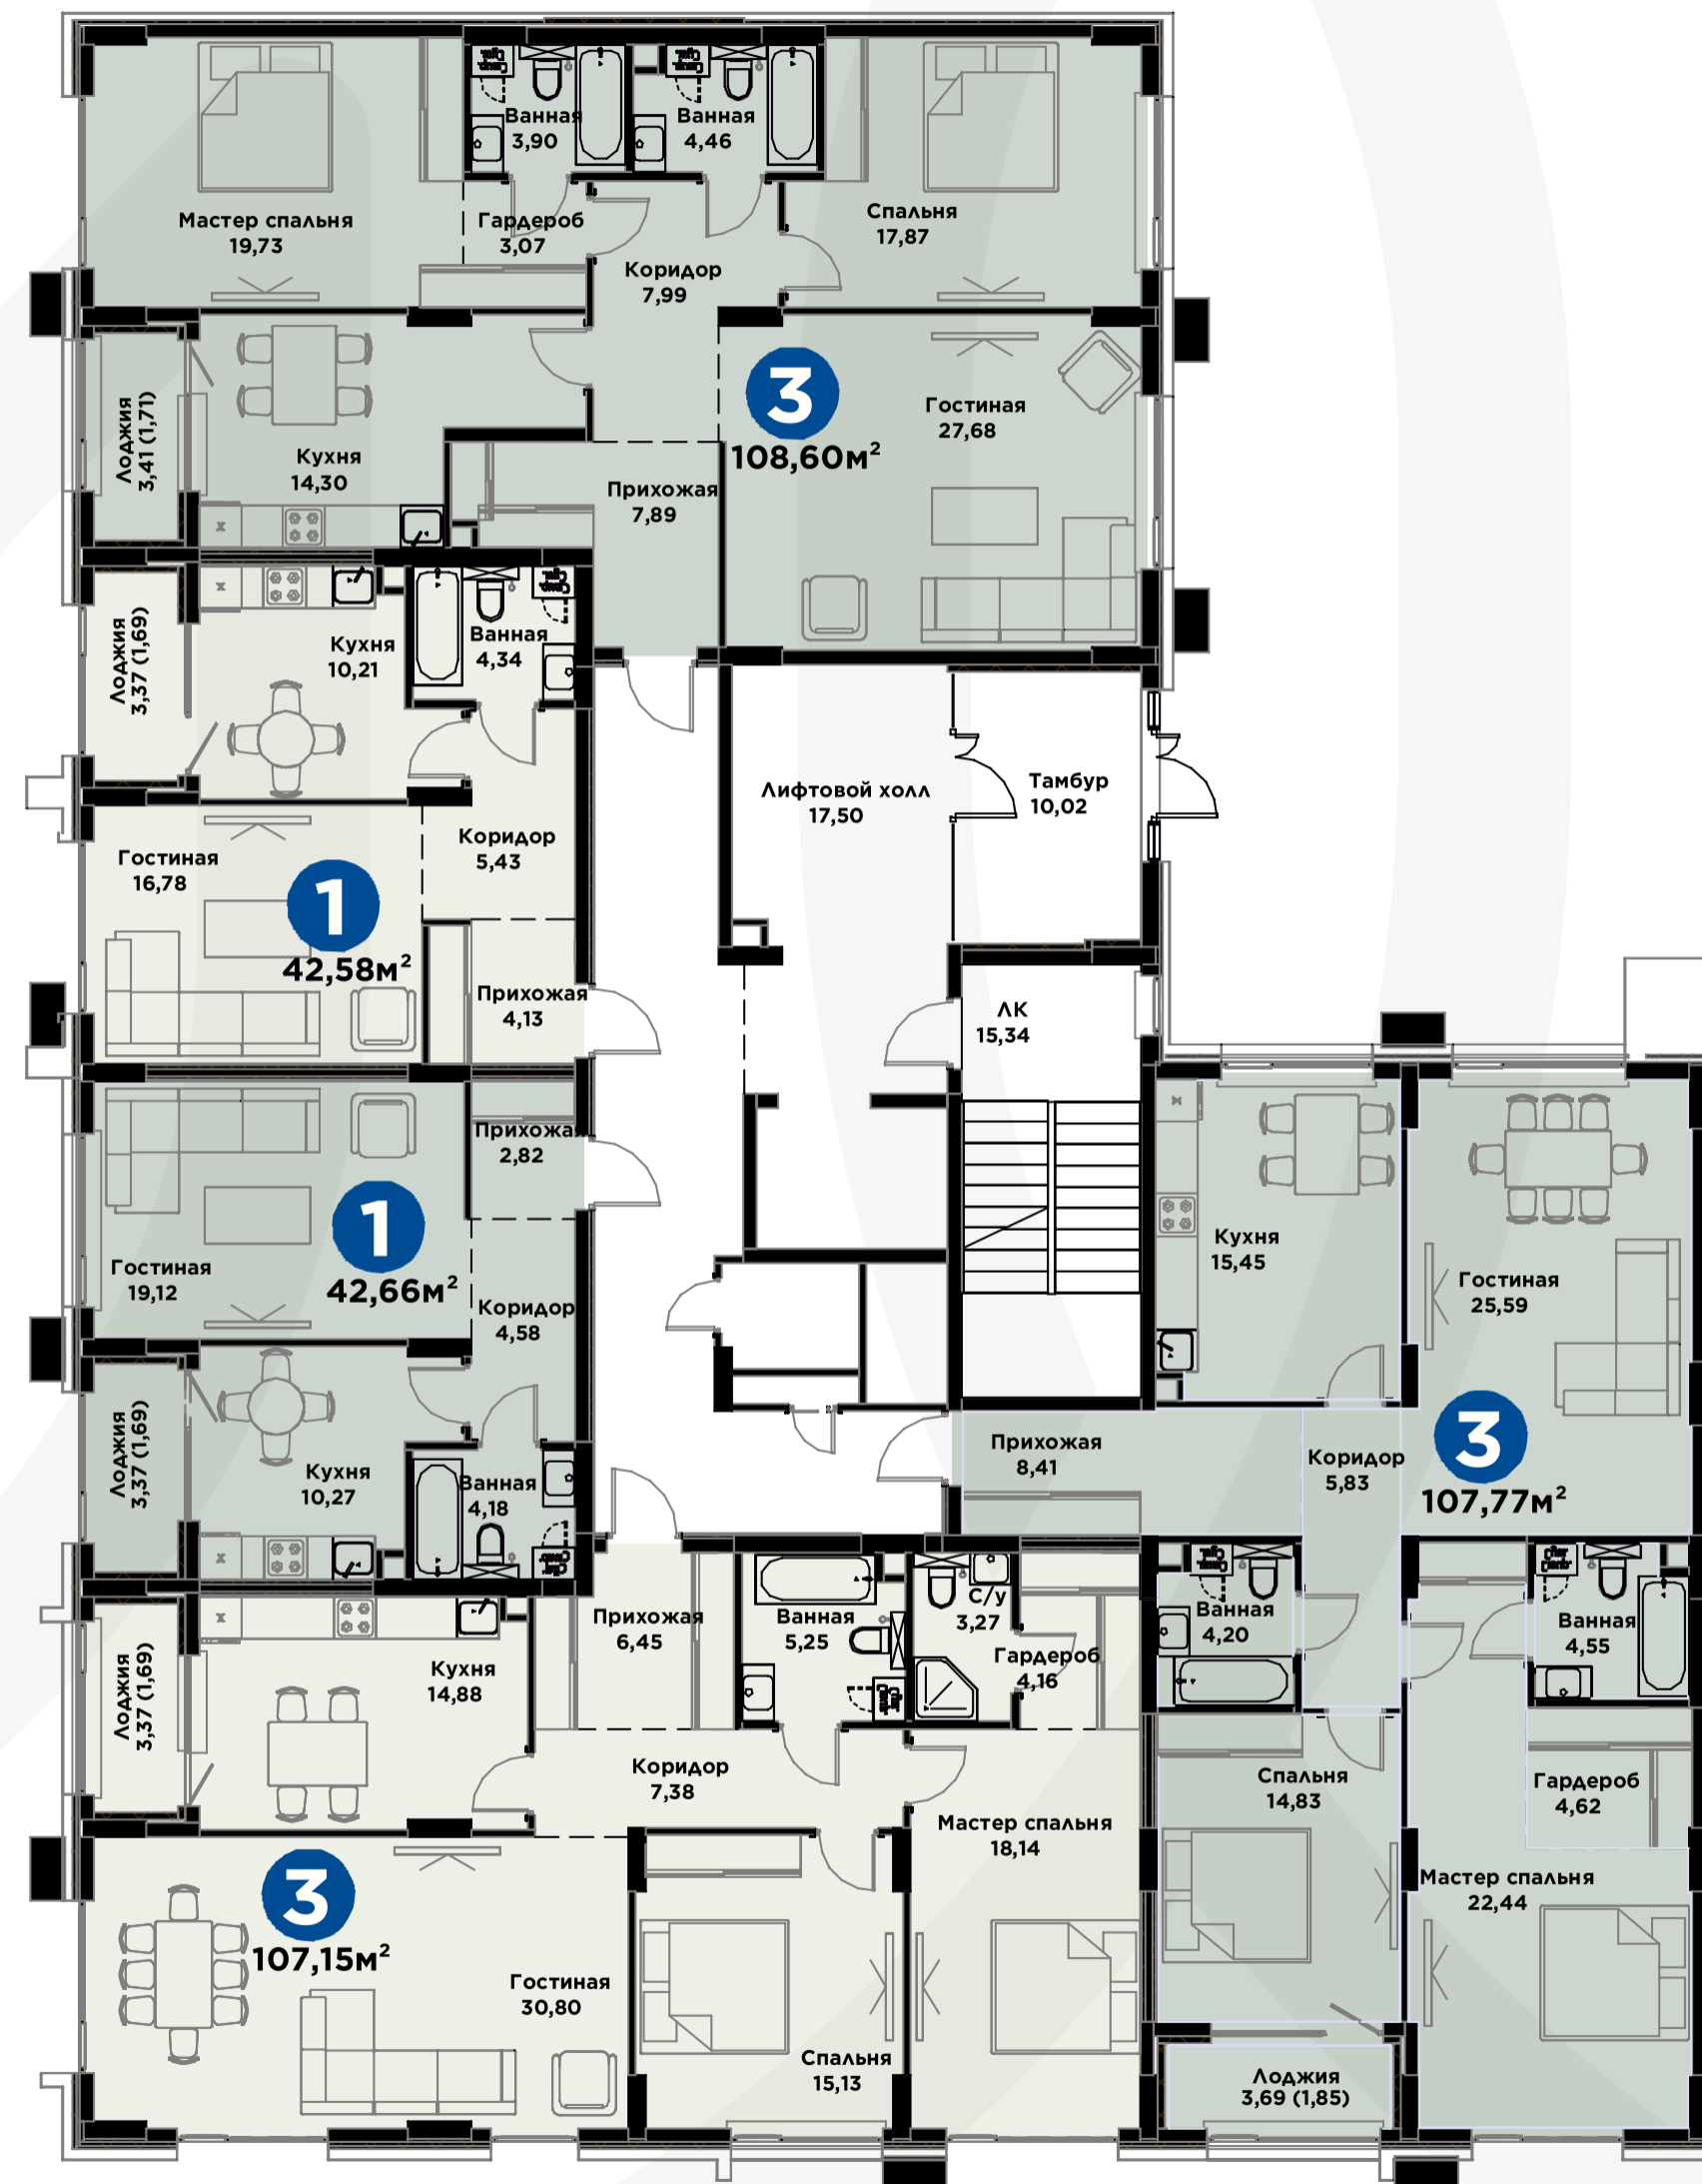 Ванная
3,90
Ванная
4,46
Мастер спальня
19,73
Гардероб
3,07
Спальня
17,87
Коридор
7,99
Лоджия
3,41 (1,71)
Кухня
14,30
3
108,60м²
Гостиная
27,68
Прихожая
7,89
Лоджия
3,37 (1,69)
Кухня
10,21
Ванная
4,34
Лифтовой холл
17,50
Тамбур
10,02
Гостиная
16,78
Коридор
5,43
1
42,58м²
Прихожая
4,13
ЛК
15,34
Прихожая
2,82
1
42,66м²
Гостиная
19,12
Коридор
4,58
Кухня
15,45
Гостиная
25,59
Лоджия
3,37 (1,69)
Кухня
10,27
Ванная
4,18
Прихожая
8,41
Коридор
5,83
3
107,77м²
Лоджия
3,37 (1,69)
Кухня
14,88
Прихожая
6,45
Ванная
5,25
С/у
3,27
Гардероб
4,16
Ванная
4,20
Ванная
4,55
Коридор
7,38
Мастер спальня
18,14
Спальня
14,83
Гардероб
4,62
Мастер спальня
22,44
3
107,15м²
Гостиная
30,80
Спальня
15,13
Лоджия
3,69 (1,85)